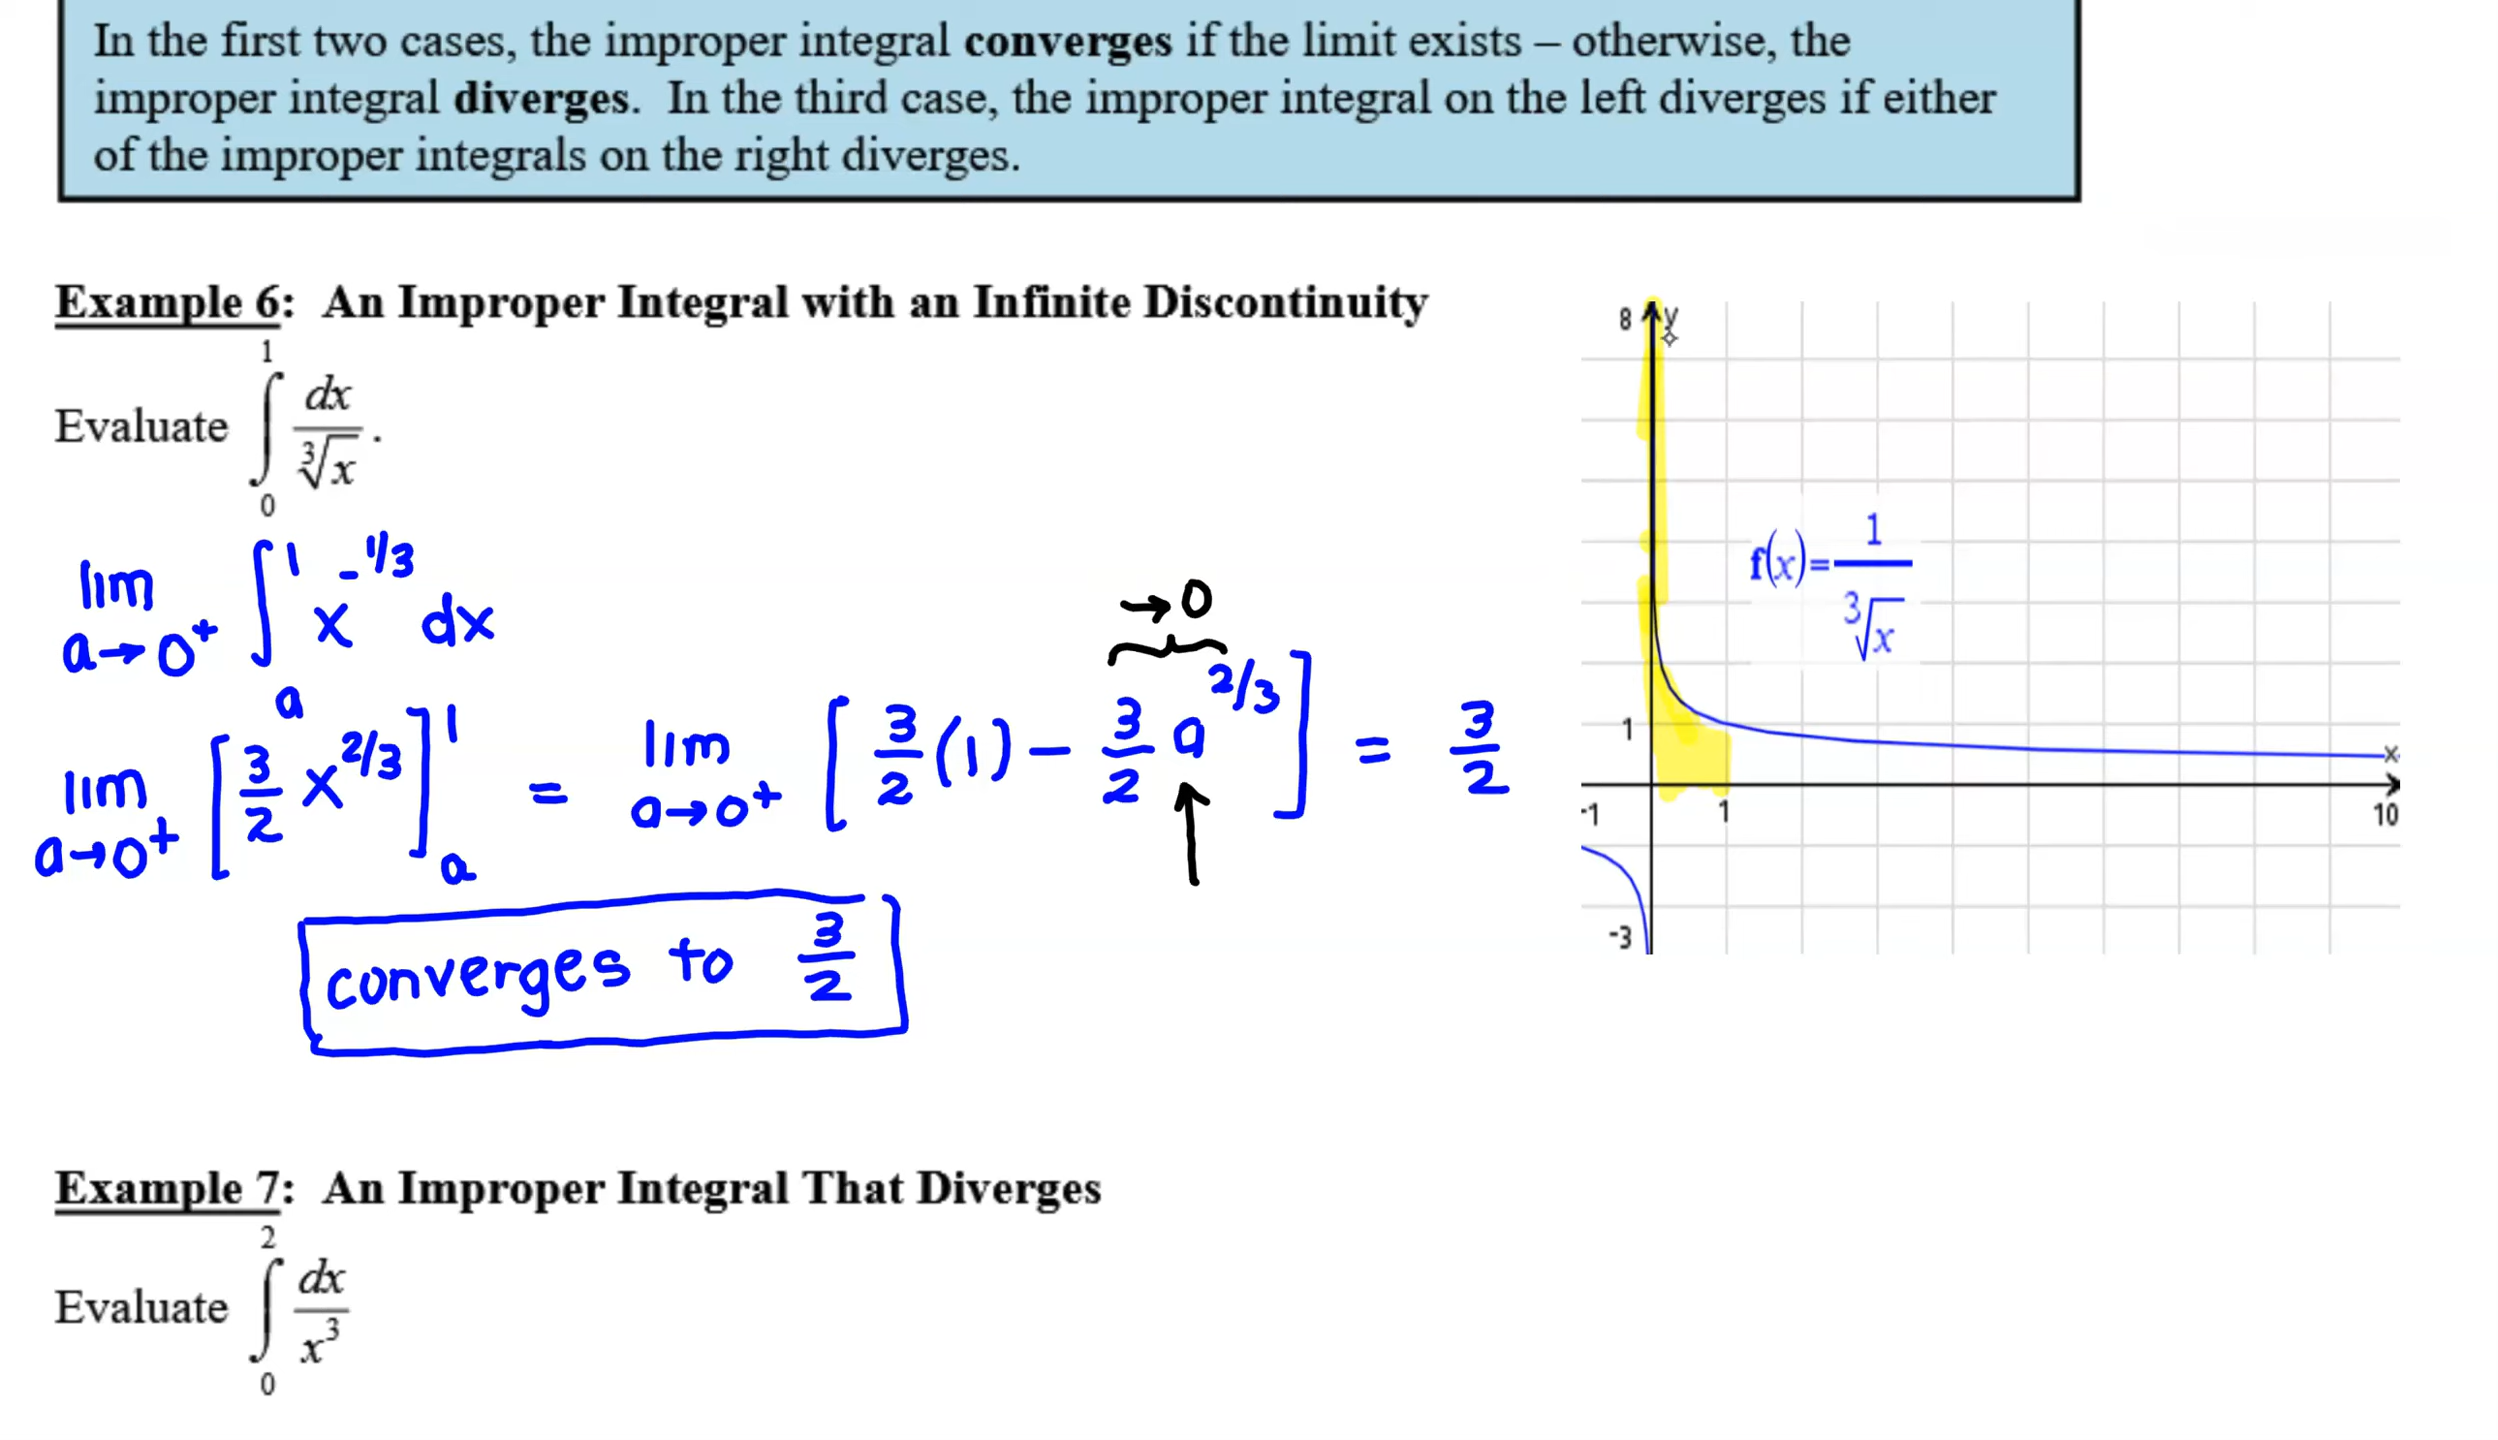 In the first two cases, the improper integral converges if the limit exists – otherwise, the
improper integral diverges. In the third case, the improper integral on the left diverges if either
of the improper integrals on the right diverges.
Example 6: An Improper Integral with an Infinite Discontinuity
Evaluate ∫₀¹ dx/∛x .
lim a→0⁺ ∫ₐ¹ x^(-1/3) dx
lim a→0⁺ [3/2 x^(2/3)]ₐ¹ = lim a→0⁺ [3/2 (1) − 3/2 a^(2/3)] = 3/2
→0
converges to 3/2
8 y
f(x)=1/∛x
1
x
-1 1 10
-3
Example 7: An Improper Integral That Diverges
Evaluate ∫₀² dx/x³